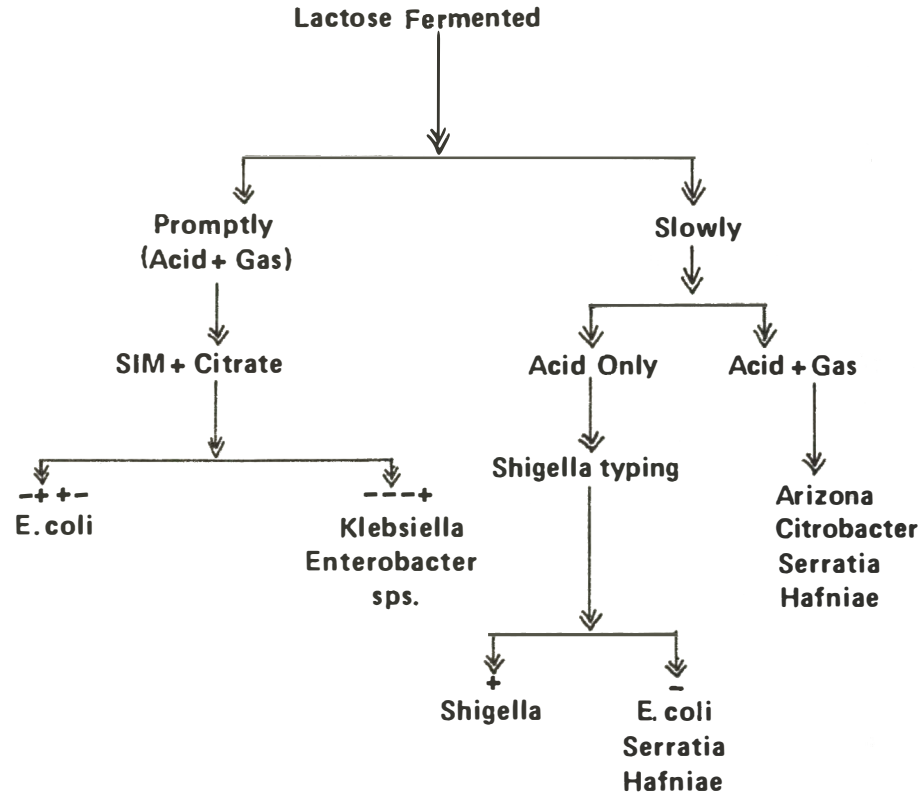 Lactose Fermented
Promptly
(Acid + Gas)
Slowly
SIM + Citrate
Acid Only
Acid + Gas
Shigella typing
-++-
E. coli
---+
Klebsiella
Enterobacter
sps.
Arizona
Citrobacter
Serratia
Hafniae
+
Shigella
-
E. coli
Serratia
Hafniae